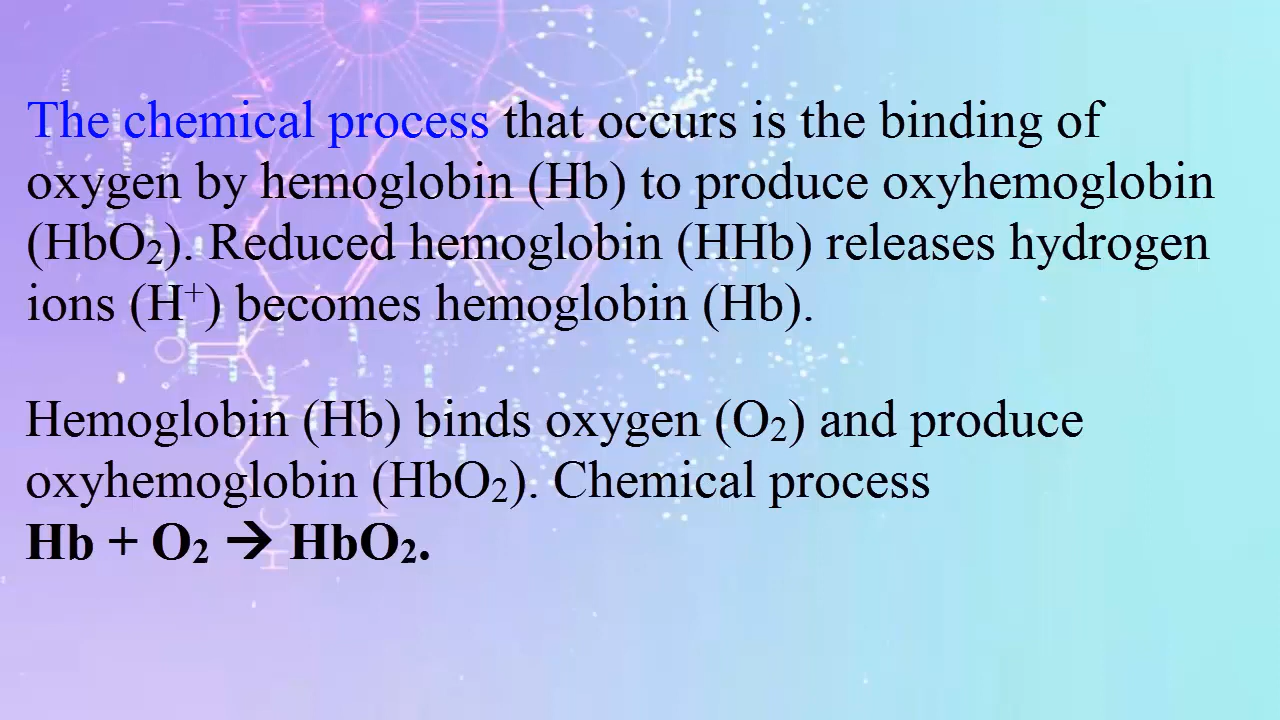 The chemical process that occurs is the binding of
oxygen by hemoglobin (Hb) to produce oxyhemoglobin
(HbO₂). Reduced hemoglobin (HHb) releases hydrogen
ions (H⁺) becomes hemoglobin (Hb).
Hemoglobin (Hb) binds oxygen (O₂) and produce
oxyhemoglobin (HbO₂). Chemical process
Hb + O₂ → HbO₂.